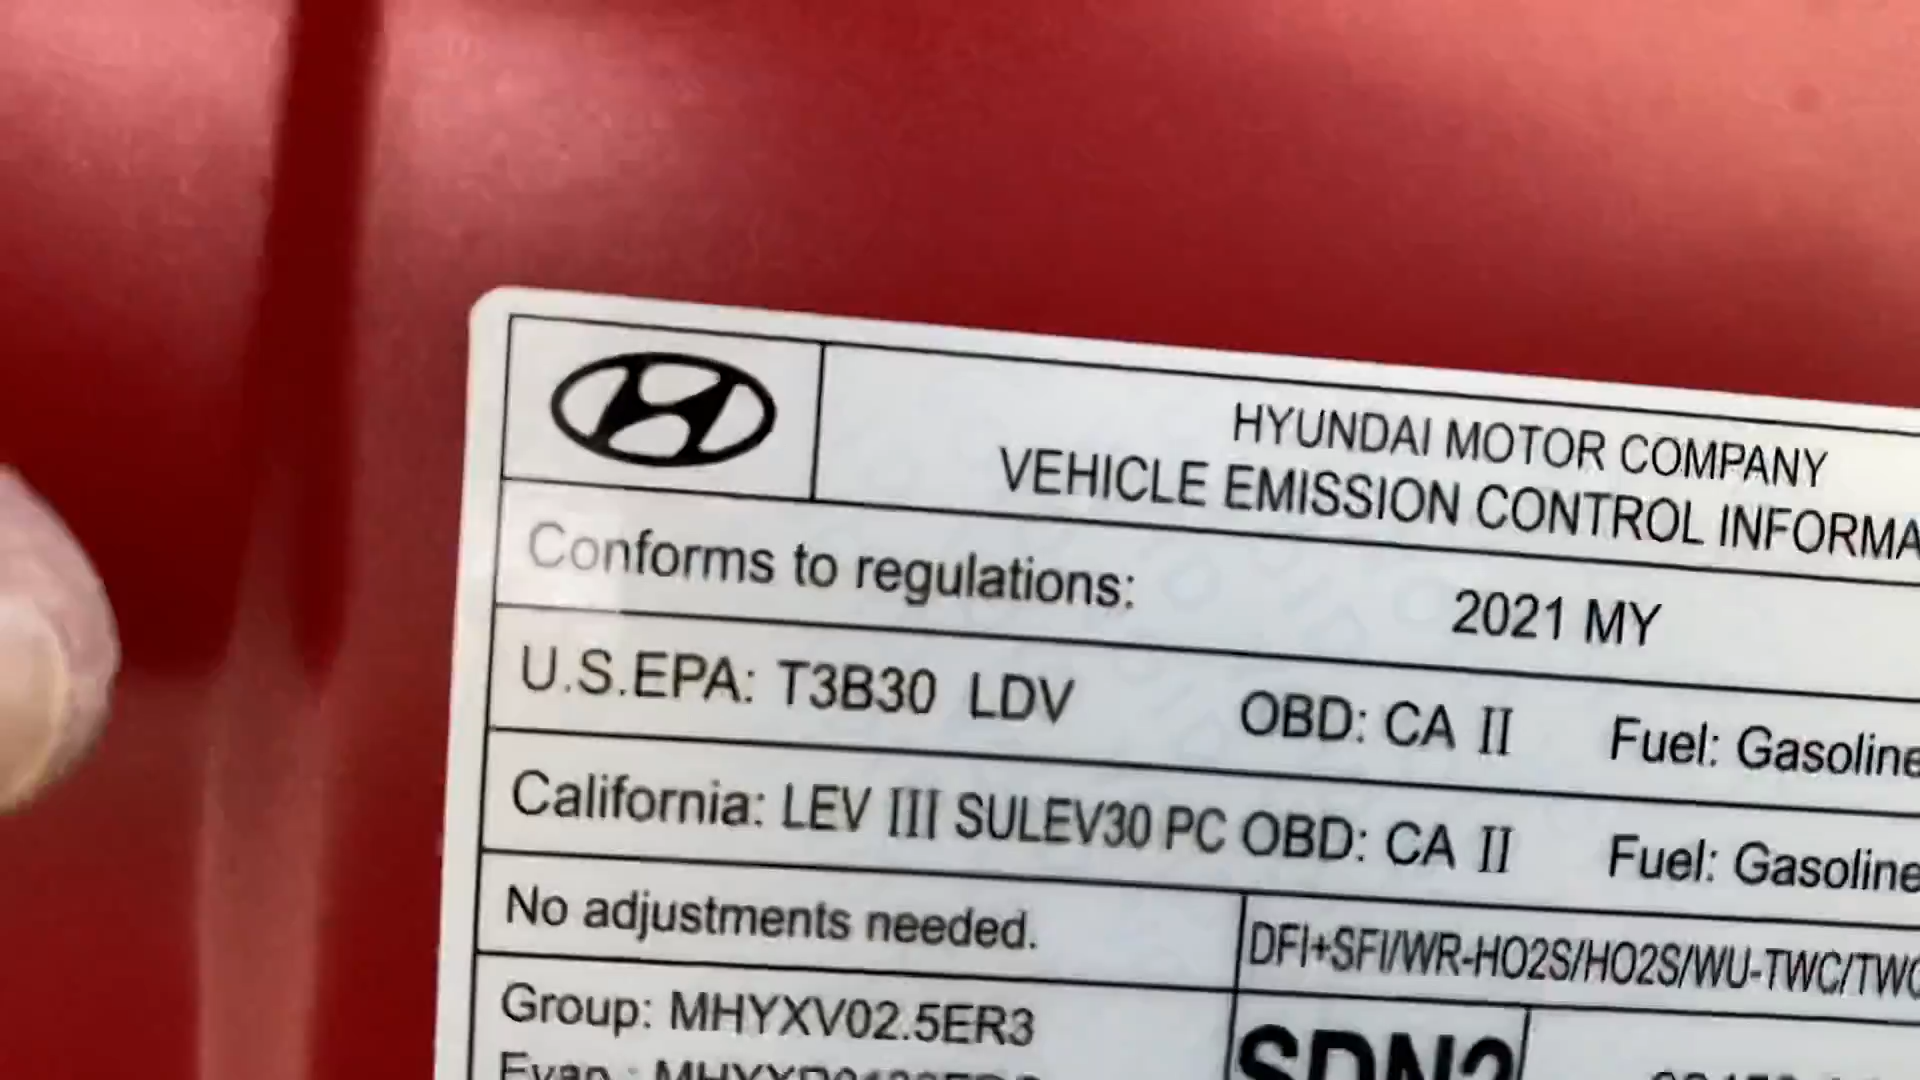 HYUNDAI MOTOR COMPANY
VEHICLE EMISSION CONTROL INFORMA
Conforms to regulations: 2021 MY
U.S.EPA: T3B30 LDV OBD: CA II Fuel: Gasoline
California: LEV III SULEV30 PC OBD: CA II Fuel: Gasoline
No adjustments needed. DFI+SFI/WR-HO2S/HO2S/WU-TWC/TWC
Group: MHYXV02.5ER3
Evap.: